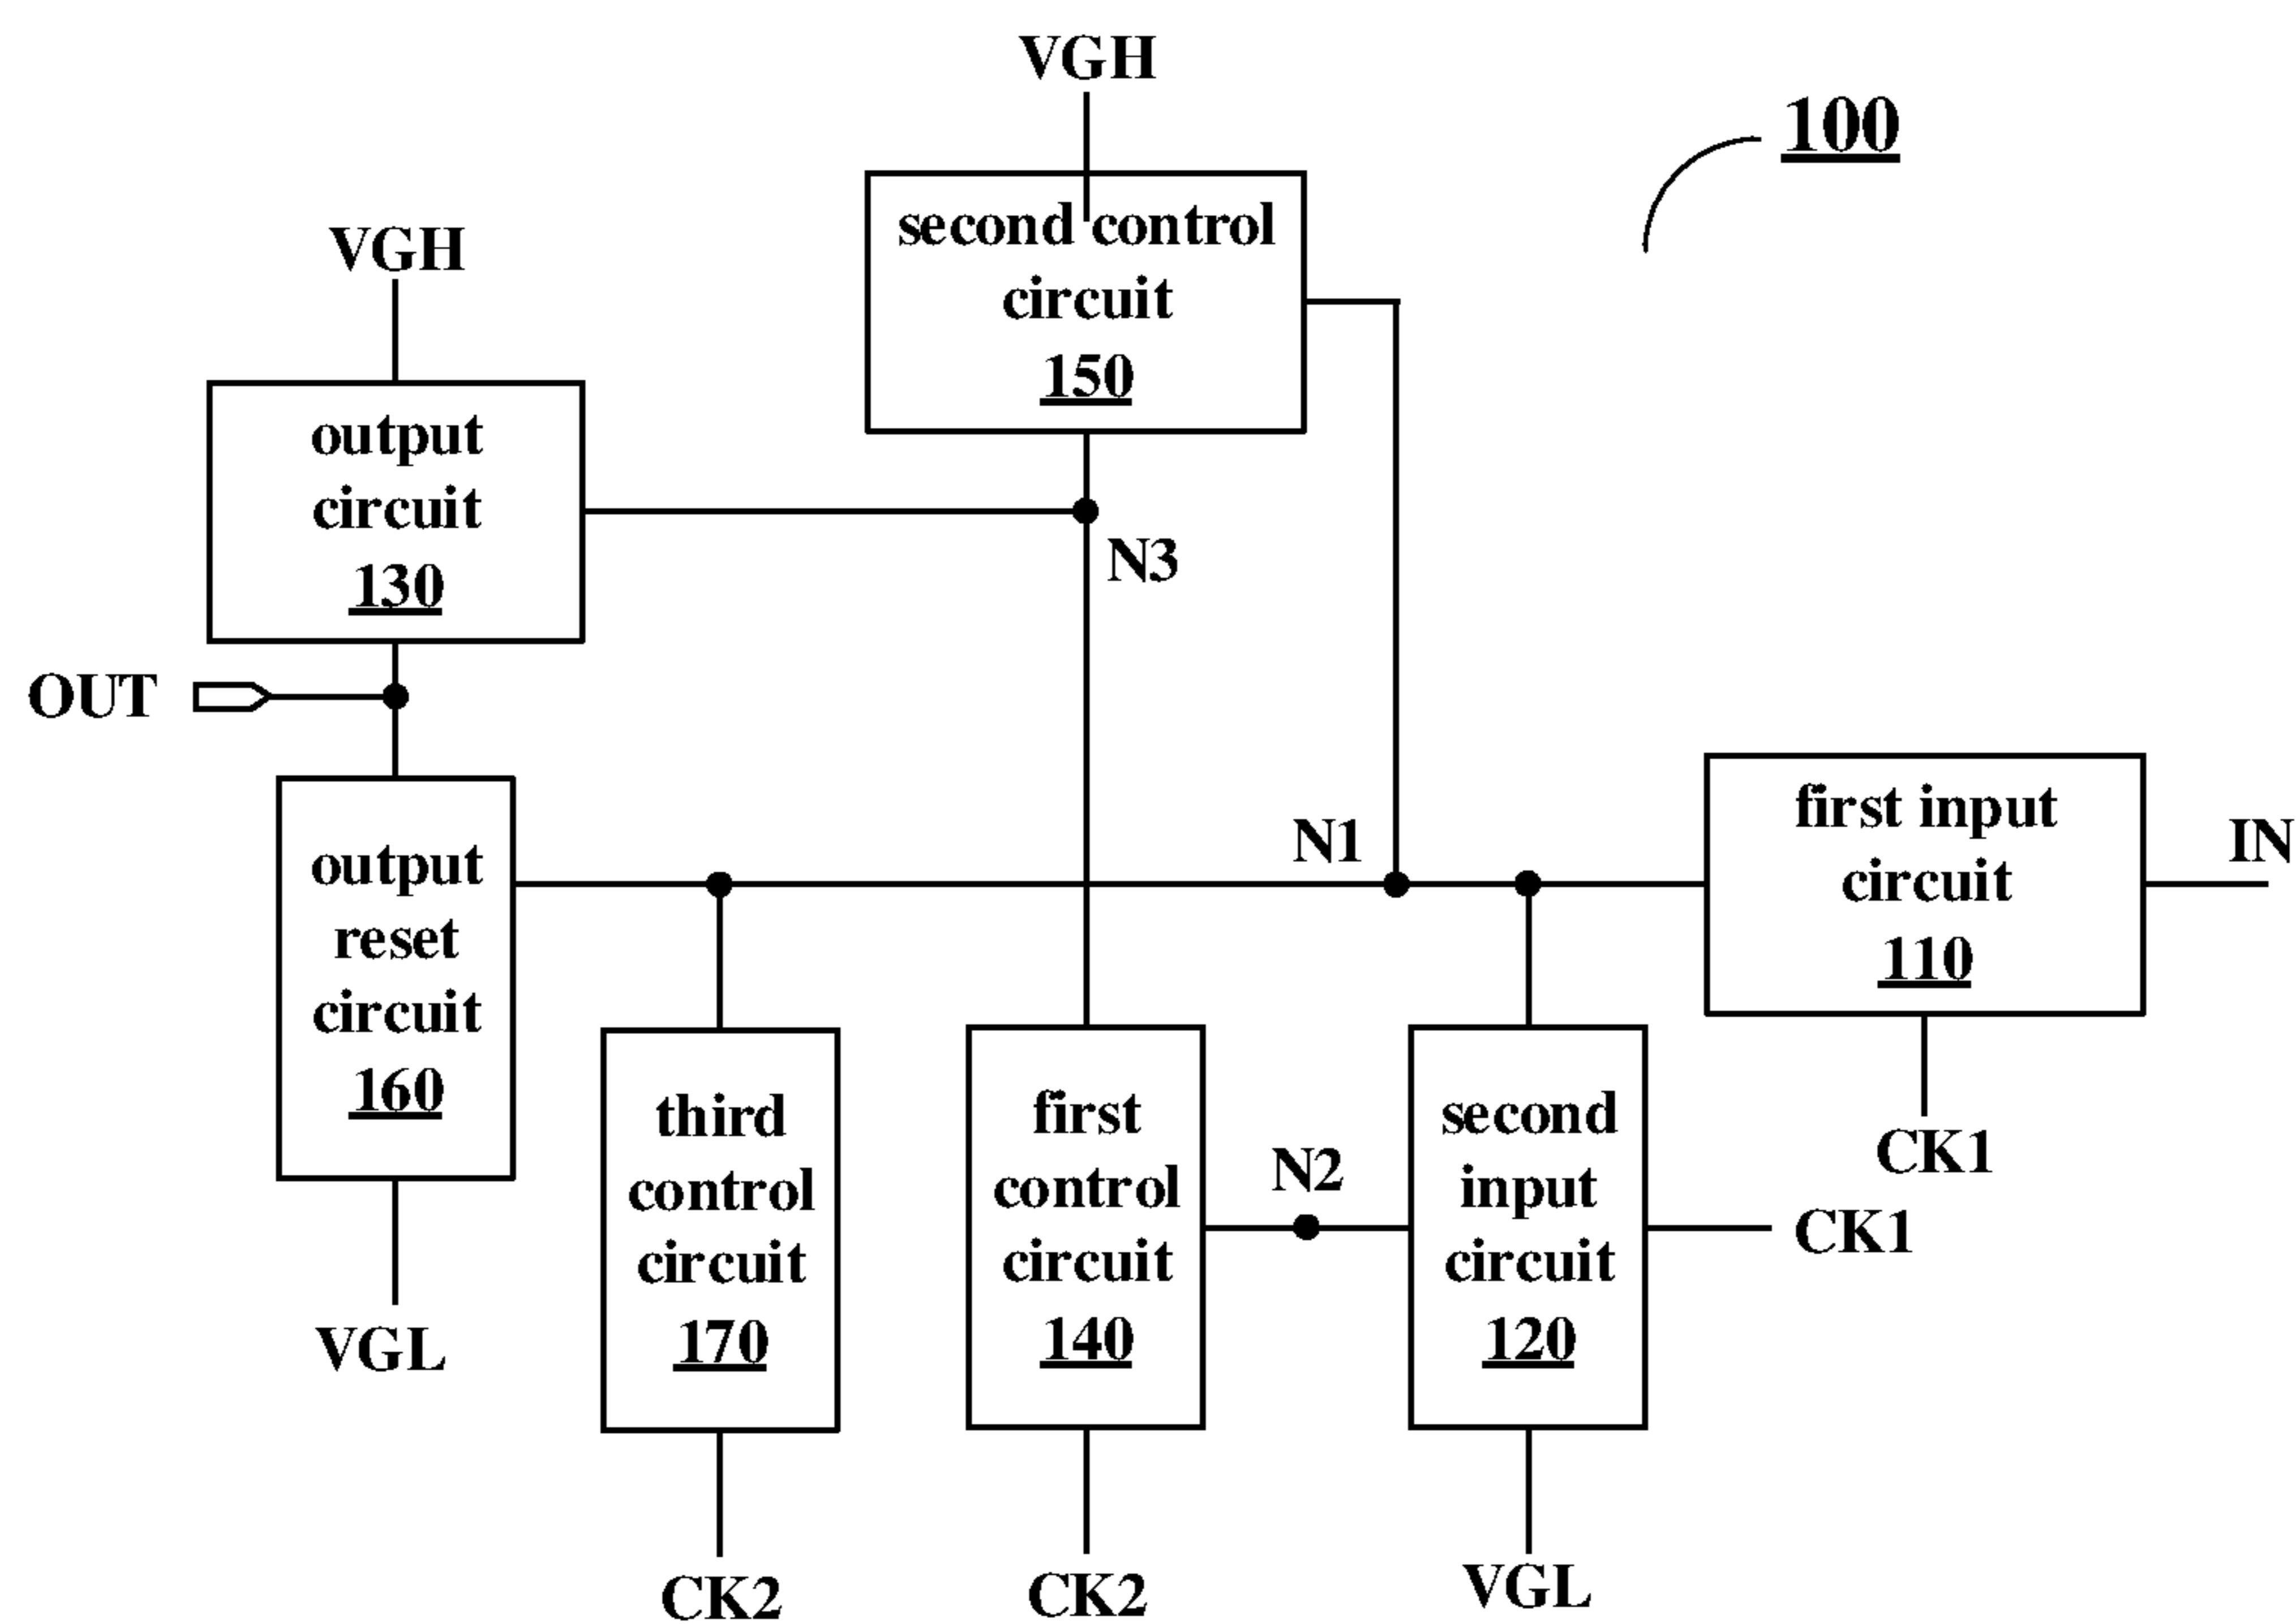 VGH
100
second control
circuit
150
VGH
output
circuit
130
N3
OUT
N1
first input
circuit
110
IN
output
reset
circuit
160
third
control
circuit
170
first
control
circuit
140
N2
second
input
circuit
120
CK1
CK1
VGL
CK2
CK2
VGL